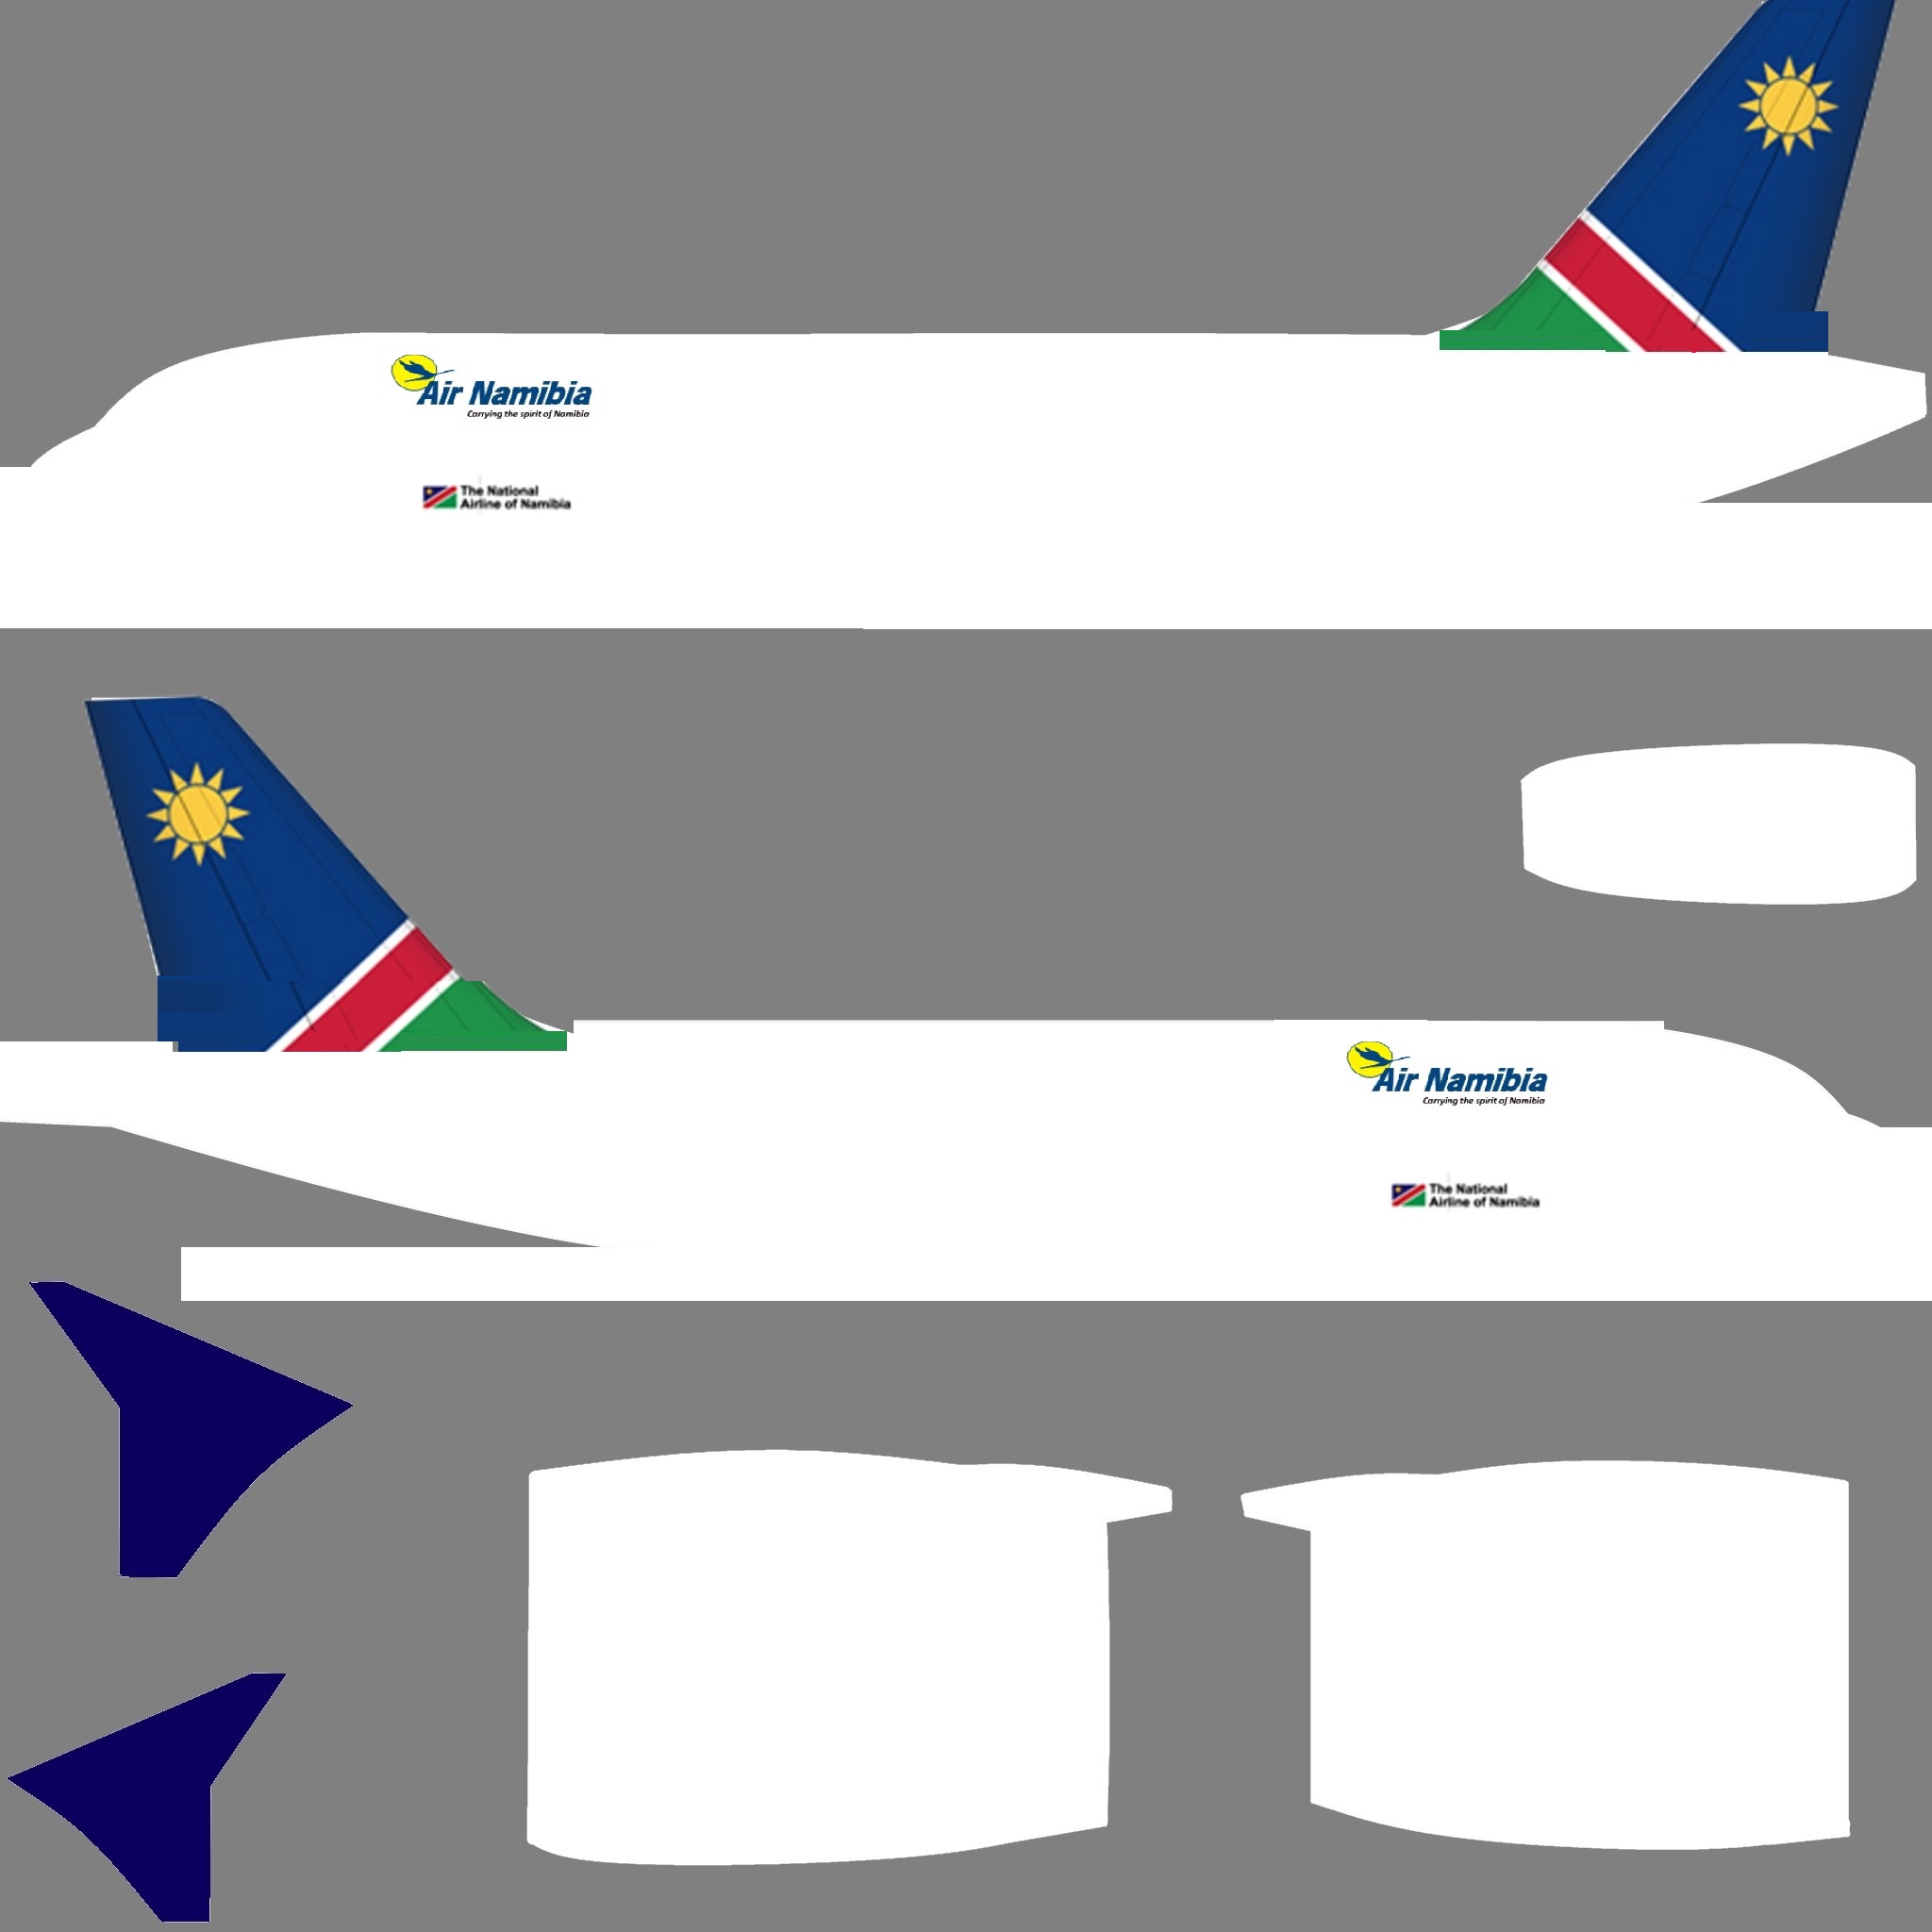 Air Namibia
Carrying the spirit of Namibia
The National
Airline of Namibia
Air Namibia
Carrying the spirit of Namibia
The National
Airline of Namibia